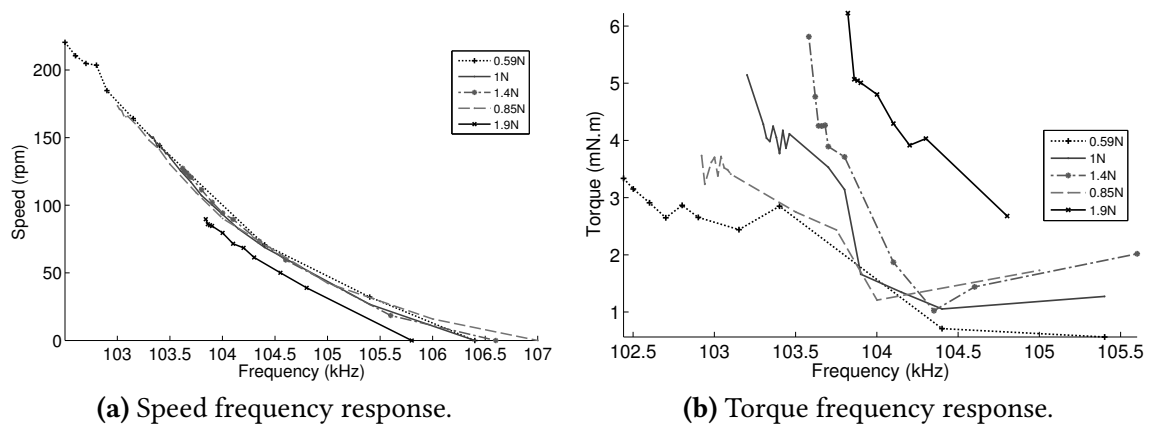 200
150
100
50
0
Speed (rpm)
0.59N
1N
1.4N
0.85N
1.9N
103 103.5 104 104.5 105 105.5 106 106.5 107
Frequency (kHz)
(a) Speed frequency response.
6
5
4
3
2
1
Torque (mN.m)
0.59N
1N
1.4N
0.85N
1.9N
102.5 103 103.5 104 104.5 105 105.5
Frequency (kHz)
(b) Torque frequency response.